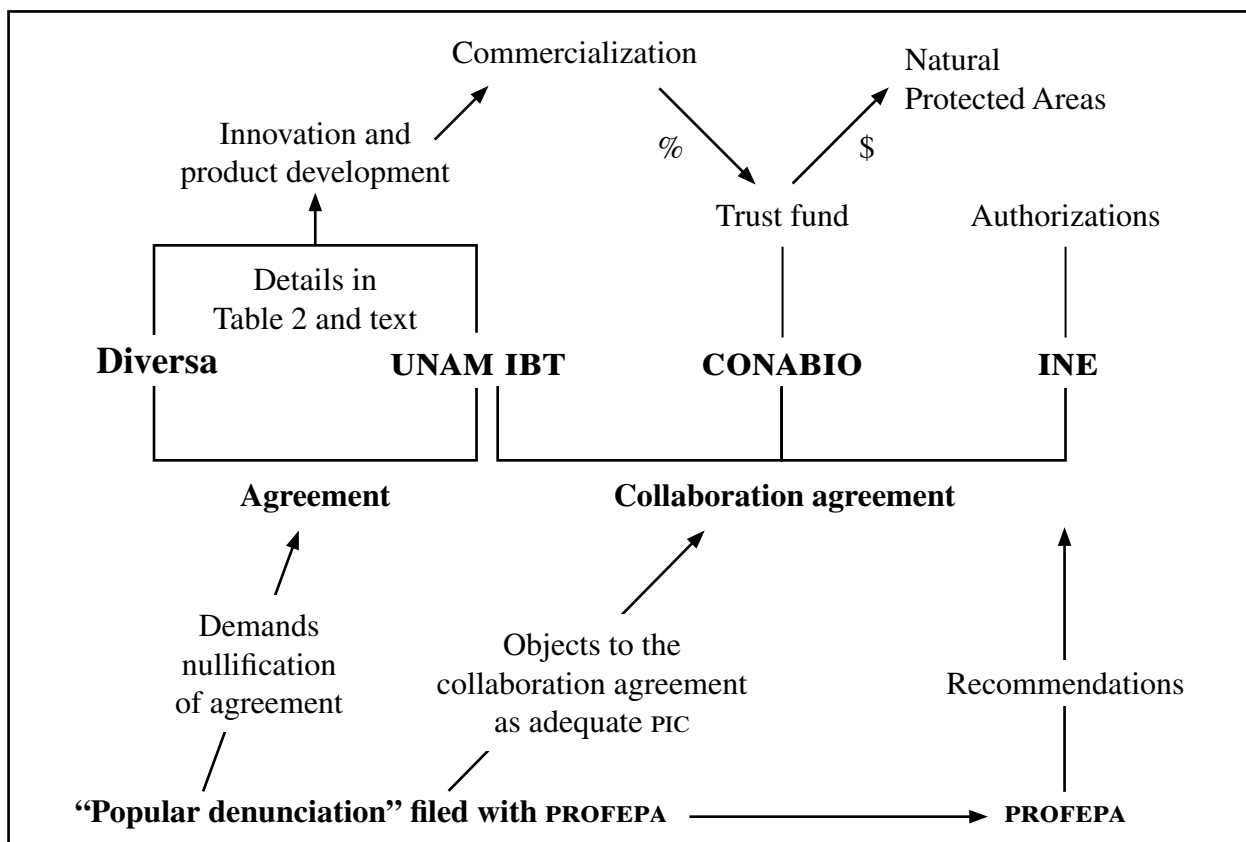 Commercialization
Natural
Protected Areas
Innovation and
product development
%
$
Trust fund
Authorizations
Details in
Table 2 and text
Diversa
UNAM IBT
CONABIO
INE
Agreement
Collaboration agreement
Demands
nullification
of agreement
Objects to the
collaboration agreement
as adequate PIC
Recommendations
“Popular denunciation” filed with PROFEPA
PROFEPA